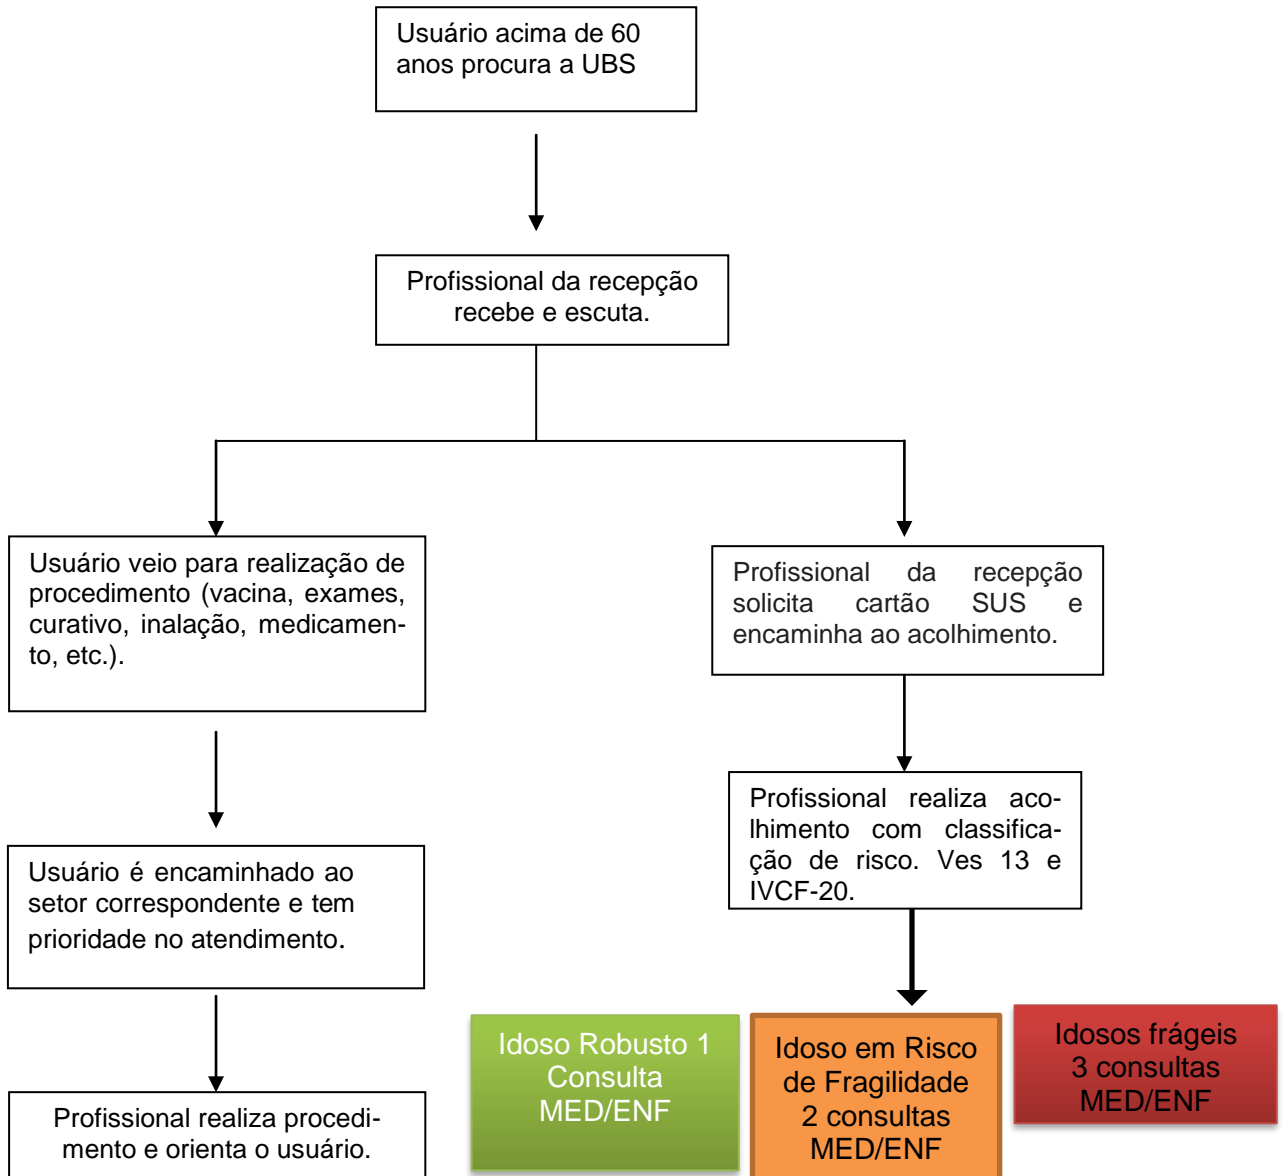 Usuário acima de 60
anos procura a UBS
Profissional da recepção
recebe e escuta.
Usuário veio para realização de
procedimento (vacina, exames,
curativo, inalação, medicamen-
to, etc.).
Profissional da recepção
solicita cartão SUS e
encaminha ao acolhimento.
Profissional realiza aco-
lhimento com classifica-
ção de risco. Ves 13 e
IVCF-20.
Usuário é encaminhado ao
setor correspondente e tem
prioridade no atendimento.
Idoso Robusto 1
Consulta
MED/ENF
Idoso em Risco
de Fragilidade
2 consultas
MED/ENF
Idosos frágeis
3 consultas
MED/ENF
Profissional realiza procedi-
mento e orienta o usuário.